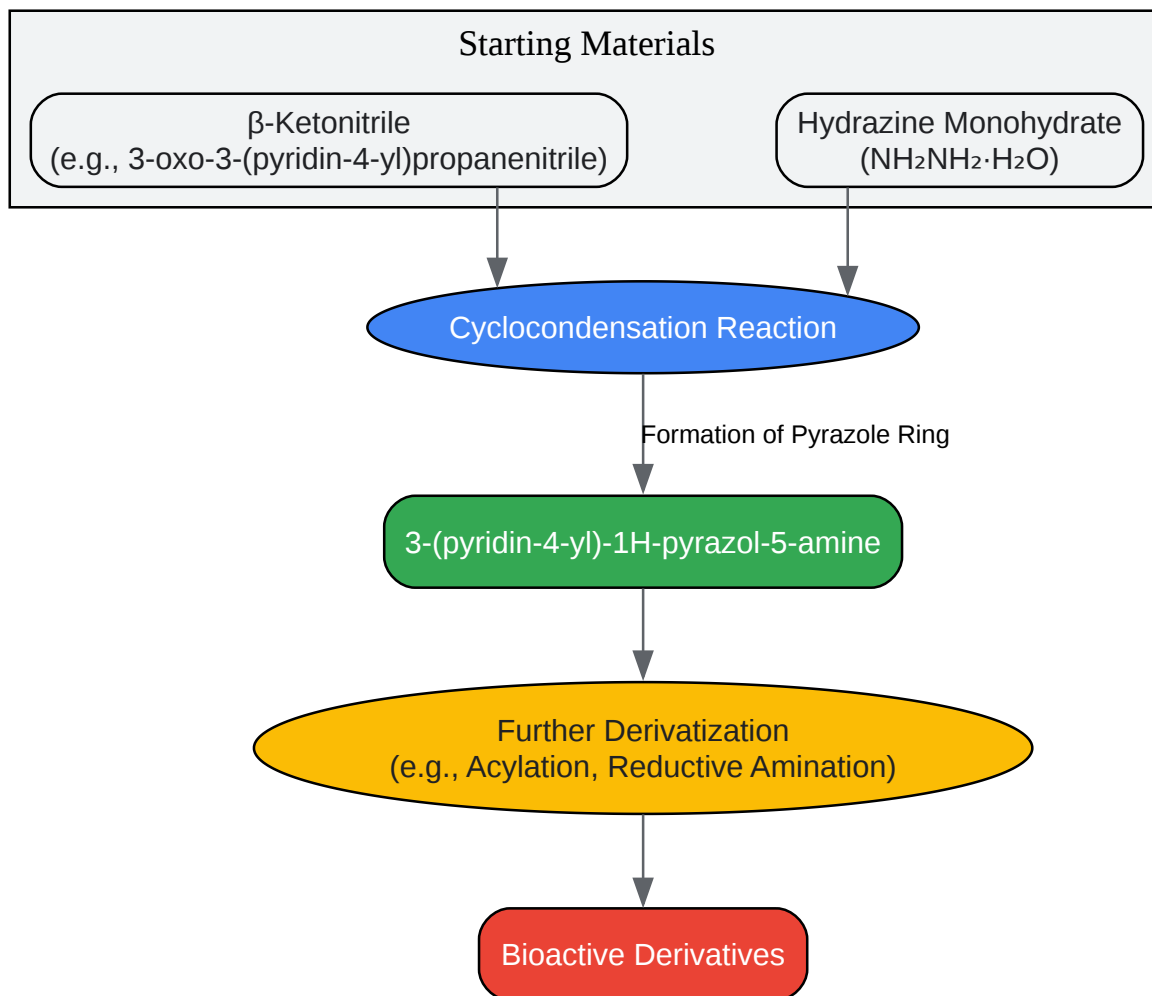 Starting Materials
β-Ketonitrile
(e.g., 3-oxo-3-(pyridin-4-yl)propanenitrile)
Hydrazine Monohydrate
(NH₂NH₂·H₂O)
Cyclocondensation Reaction
Formation of Pyrazole Ring
3-(pyridin-4-yl)-1H-pyrazol-5-amine
Further Derivatization
(e.g., Acylation, Reductive Amination)
Bioactive Derivatives